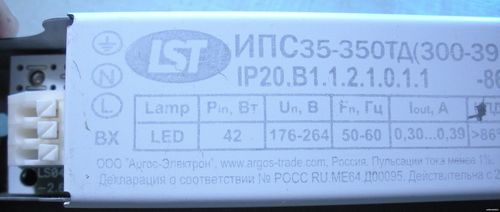 LST
ИПС35-350ТД(300-39
IP20.B1.1.2.1.0.1.1
N
L
ВХ
Lamp Pin, Вт Uп, В Fп, Гц Iout, А
LED 42 176-264 50-60 0,30...0,39 >86
ООО "Аргос-Электрон", www.argos-trade.com, Россия. Пульсации тока менее 1%
Декларация о соответствии № РОСС RU.ME64.Д00095. Действительна с 2